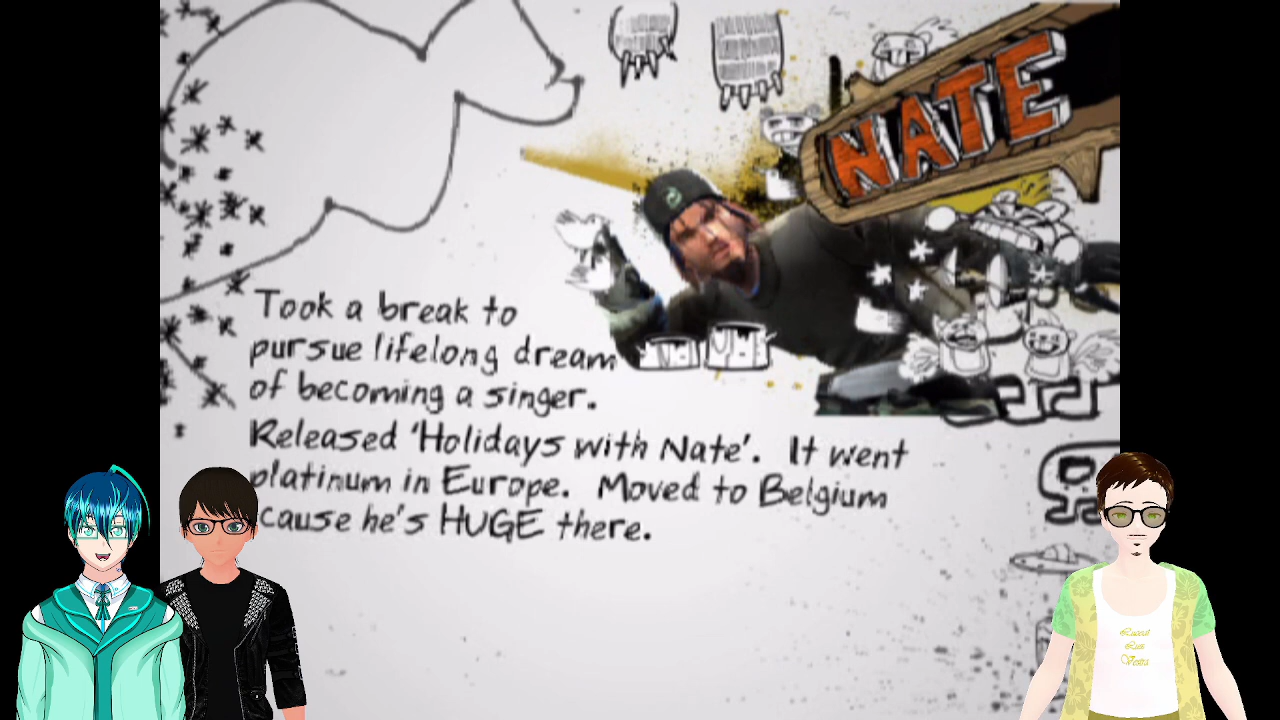 NATE
Took a break to
pursue lifelong dream
of becoming a singer.
Released 'Holidays with Nate'. It went
platinum in Europe. Moved to Belgium
'cause he's HUGE there.